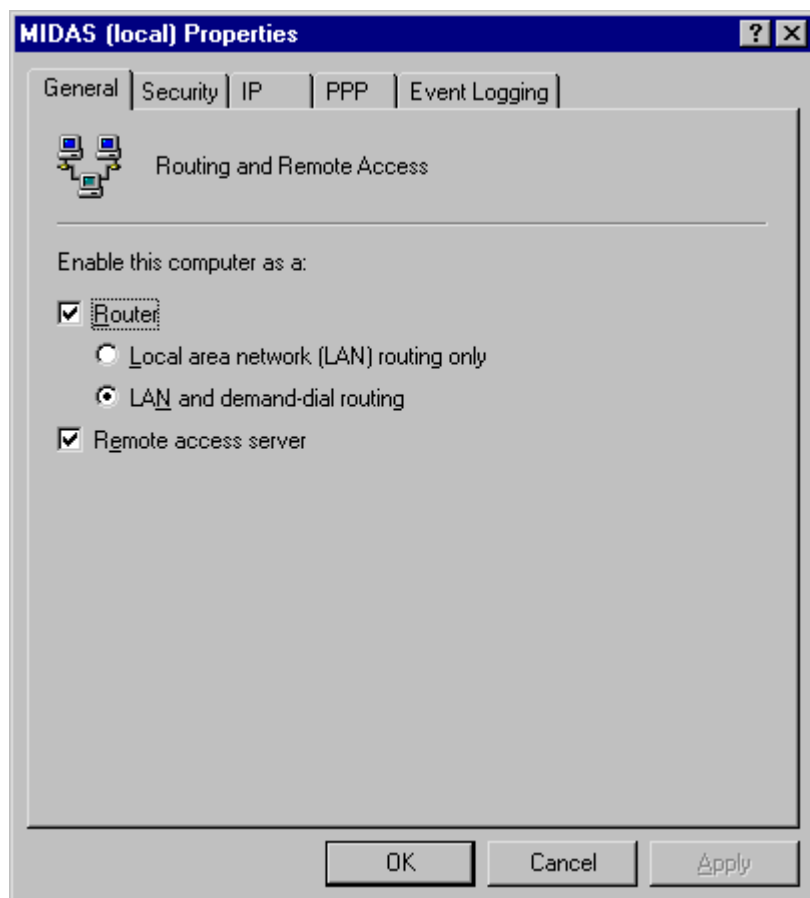 MIDAS (local) Properties
General Security IP PPP Event Logging
Routing and Remote Access
Enable this computer as a:
Router
Local area network (LAN) routing only
LAN and demand-dial routing
Remote access server
OK Cancel Apply